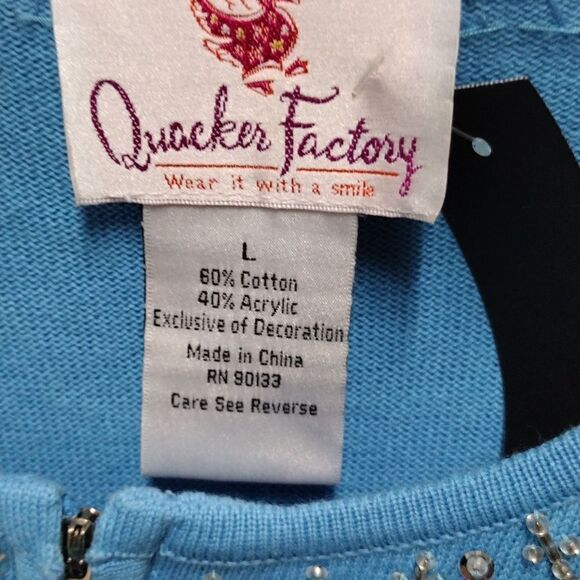 Quacker Factory
Wear it with a smile
L
60% Cotton
40% Acrylic
Exclusive of Decoration
Made in China
RN 90133
Care See Reverse